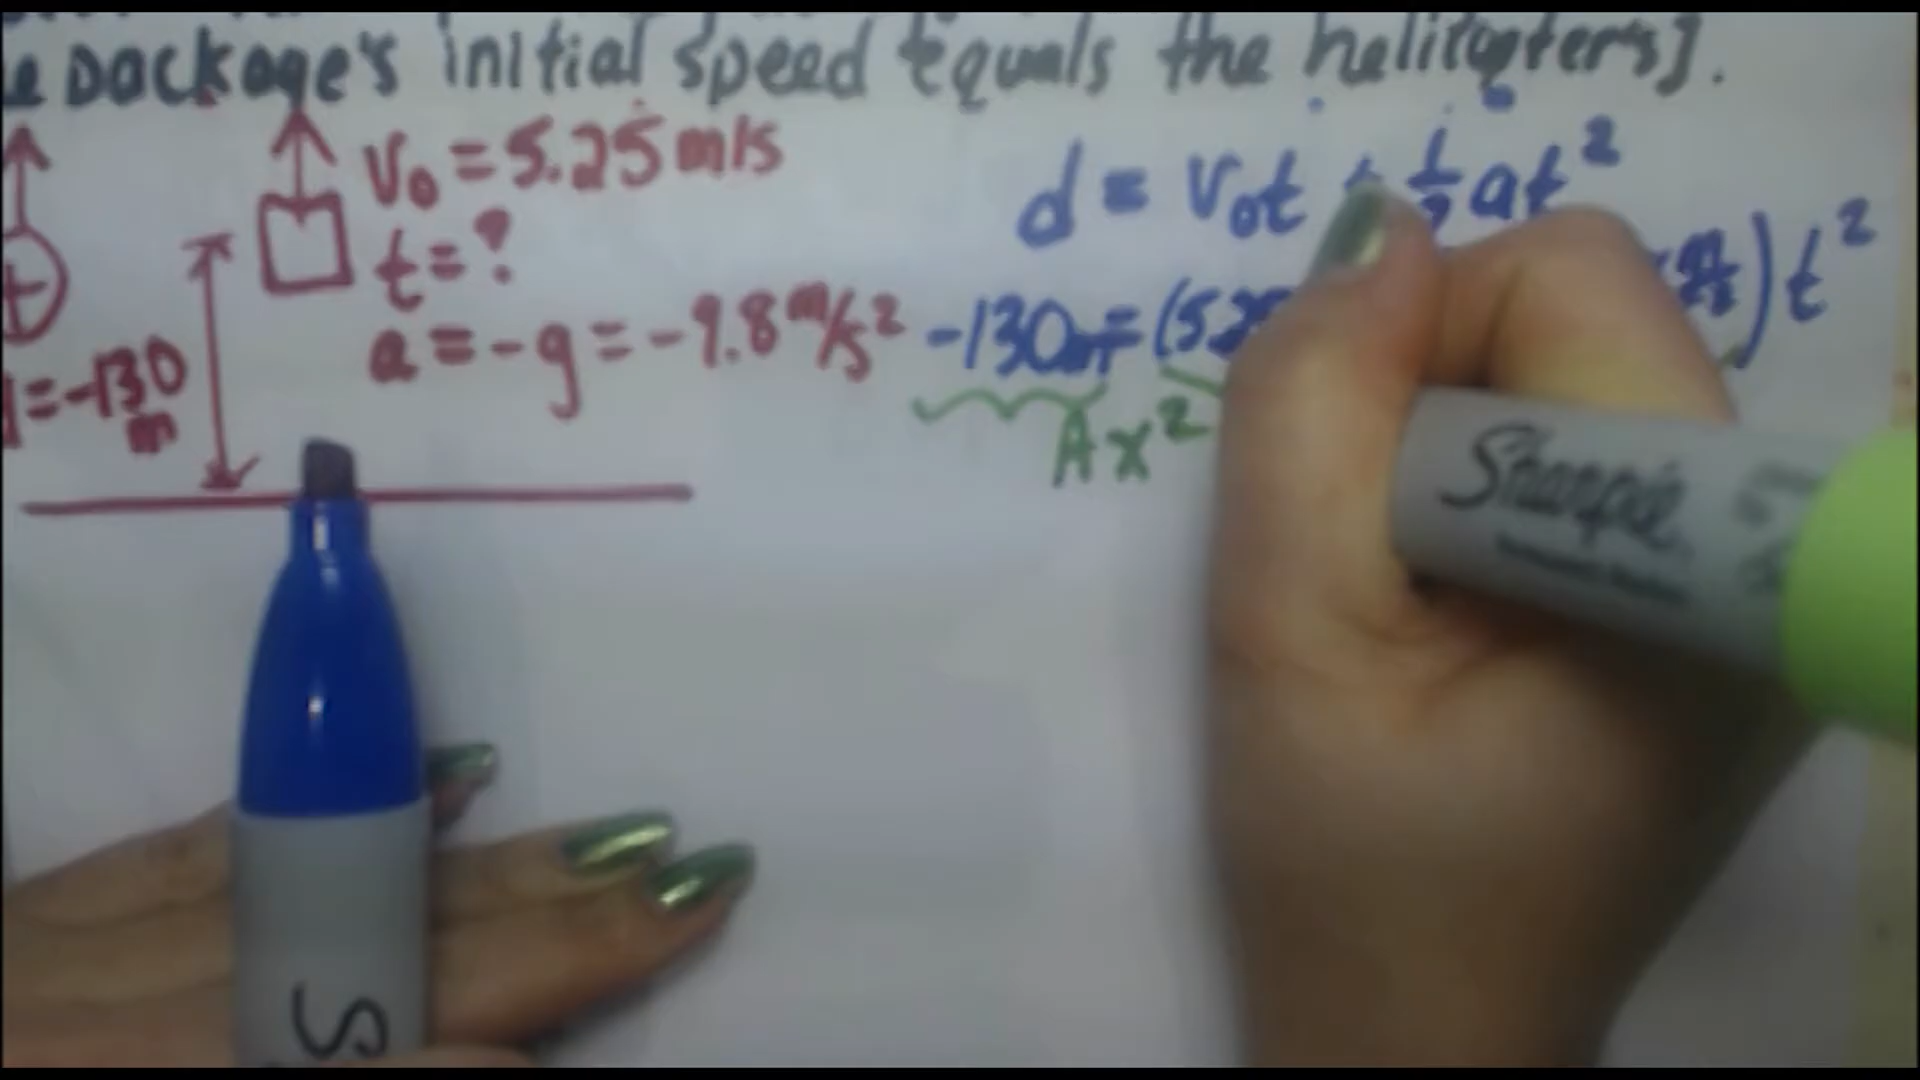 package's initial speed equals the helicopter's].
V₀ = 5.25 m/s
t = ?
a = -g = -9.8 m/s²
= -130
m
d = V₀t + ½at²
-130m = (5.25
)t²
Ax²
Sharpie
S